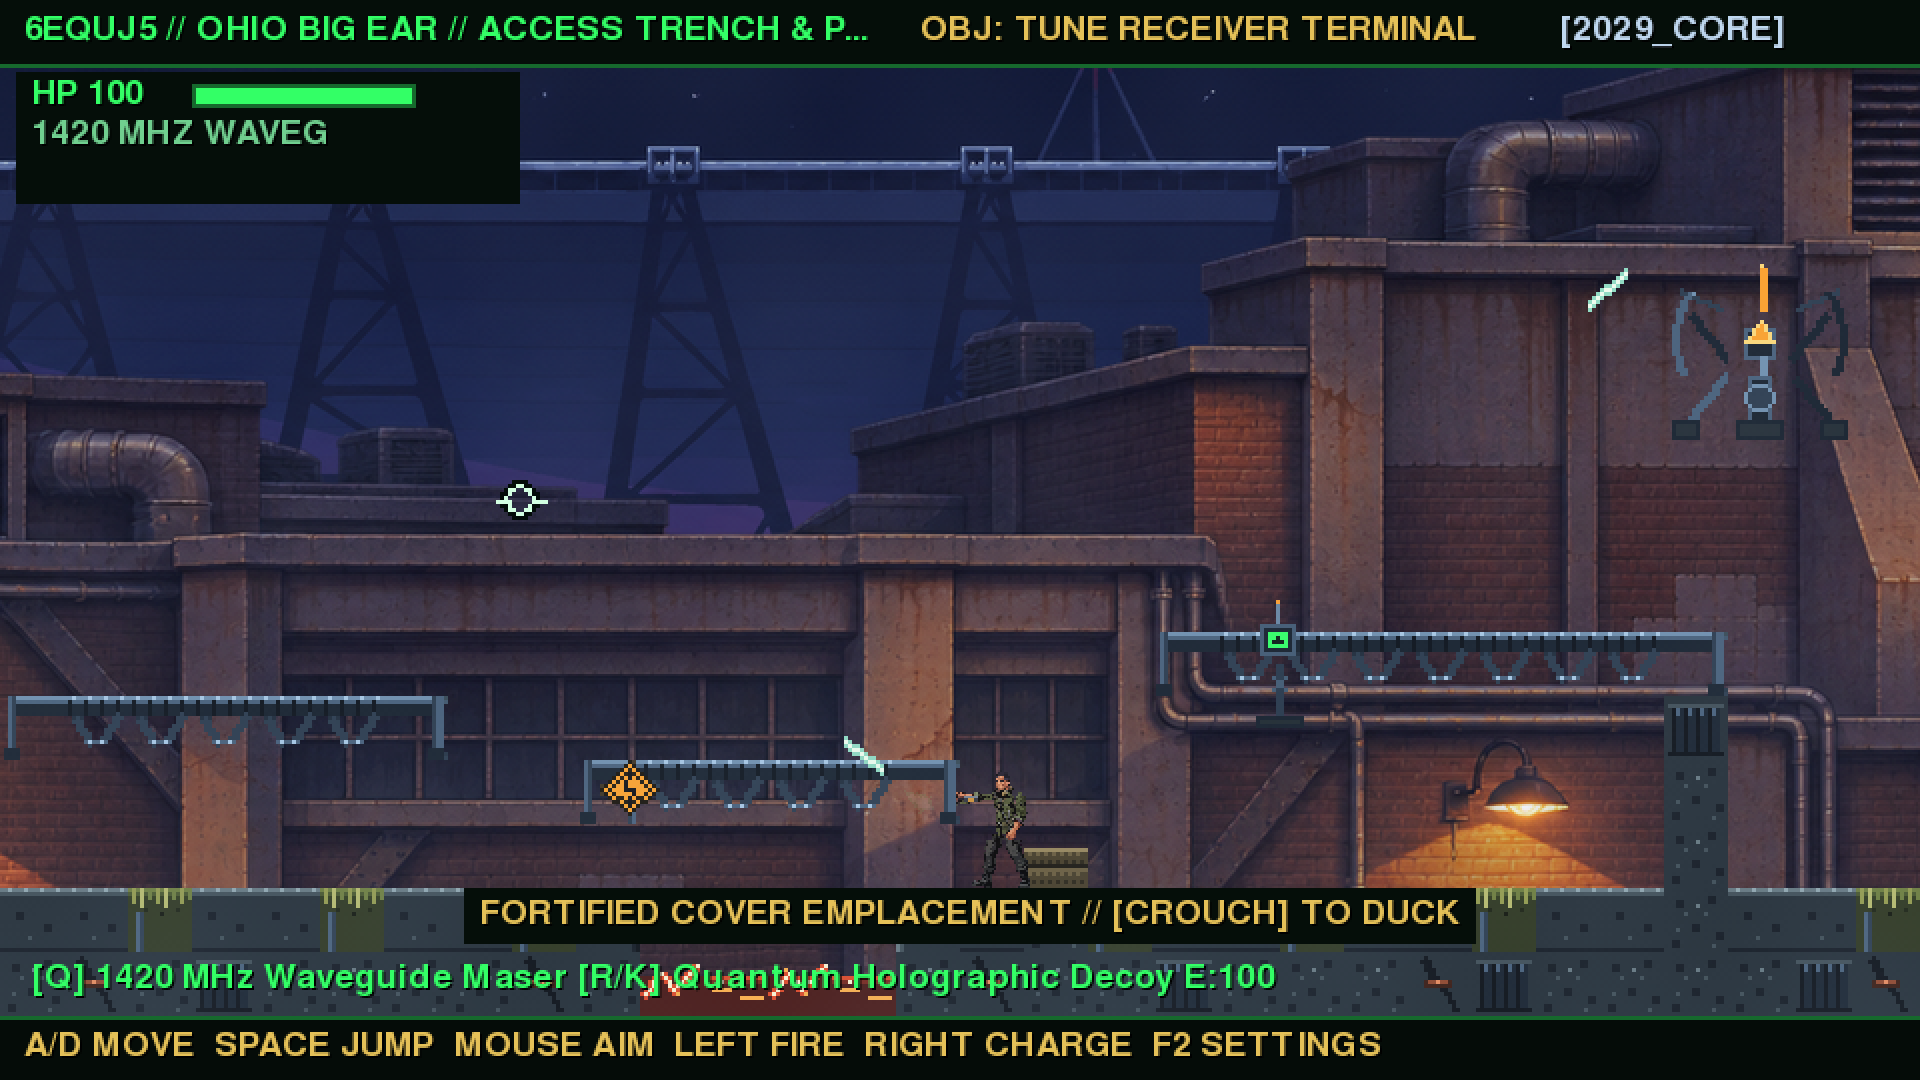 6EQUJ5 // OHIO BIG EAR // ACCESS TRENCH & P... OBJ: TUNE RECEIVER TERMINAL [2029_CORE]
HP 100
1420 MHZ WAVEG
FORTIFIED COVER EMPLACEMENT // [CROUCH] TO DUCK
[Q] 1420 MHz Waveguide Maser [R/K] Quantum Holographic Decoy E:100
A/D MOVE SPACE JUMP MOUSE AIM LEFT FIRE RIGHT CHARGE F2 SETTINGS